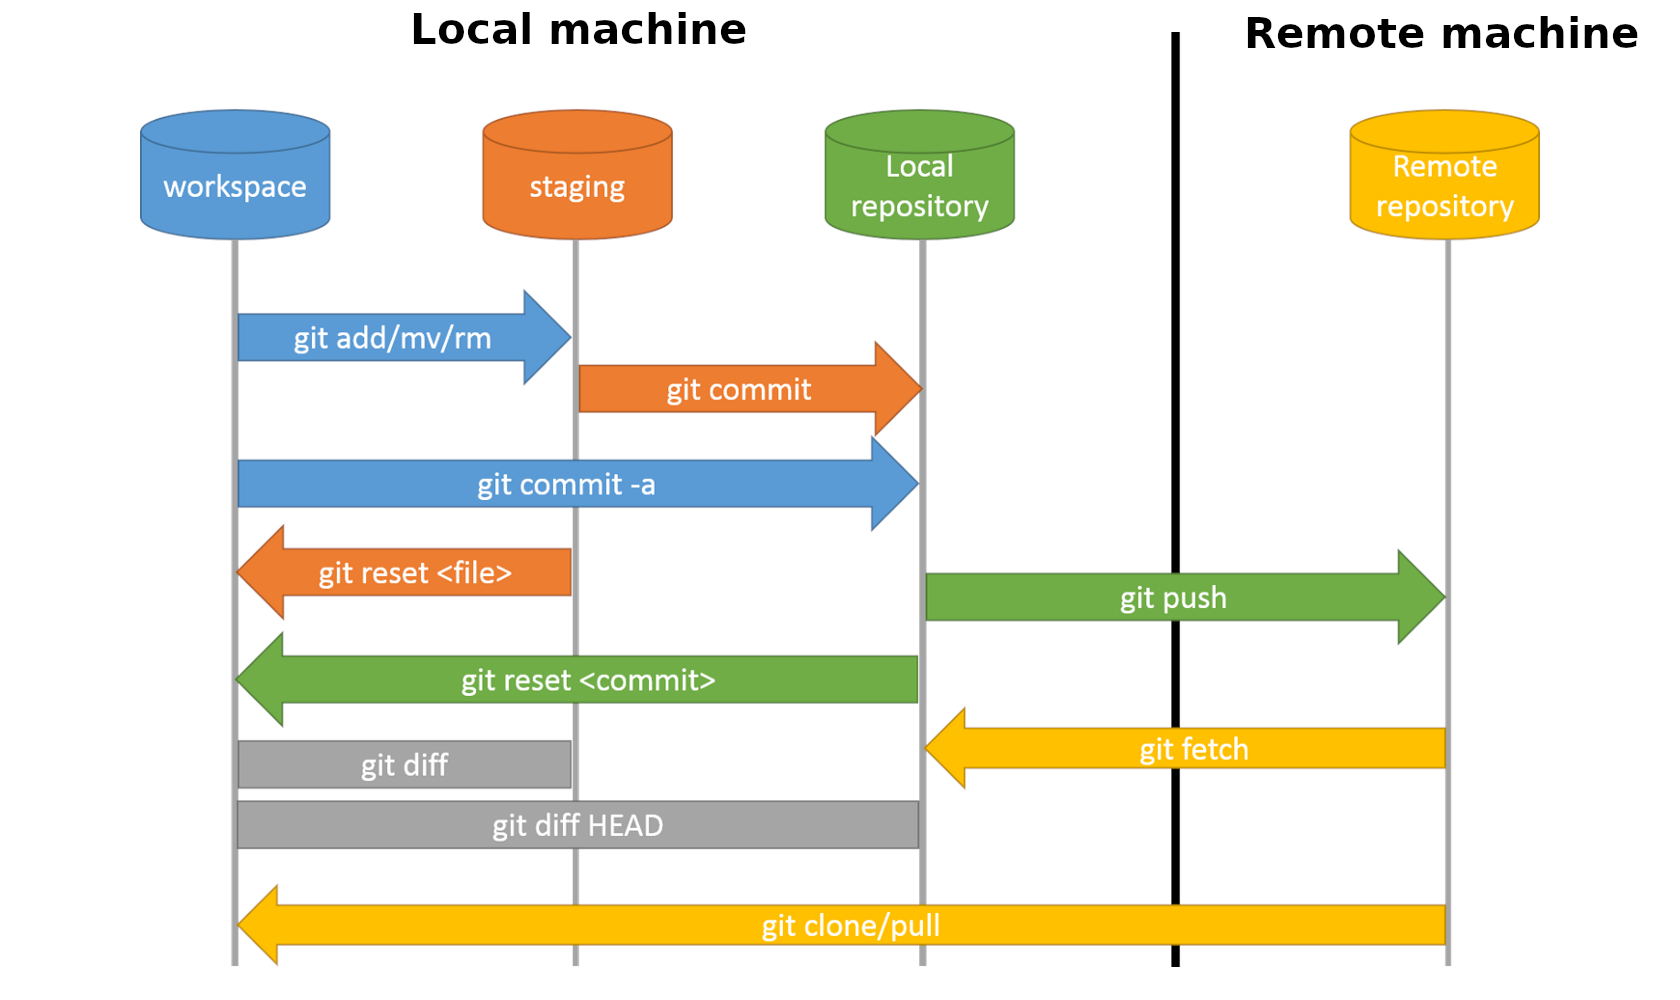 Local machine
Remote machine
workspace
staging
Local
repository
Remote
repository
git add/mv/rm
git commit
git commit -a
git reset <file>
git push
git reset <commit>
git fetch
git diff
git diff HEAD
git clone/pull